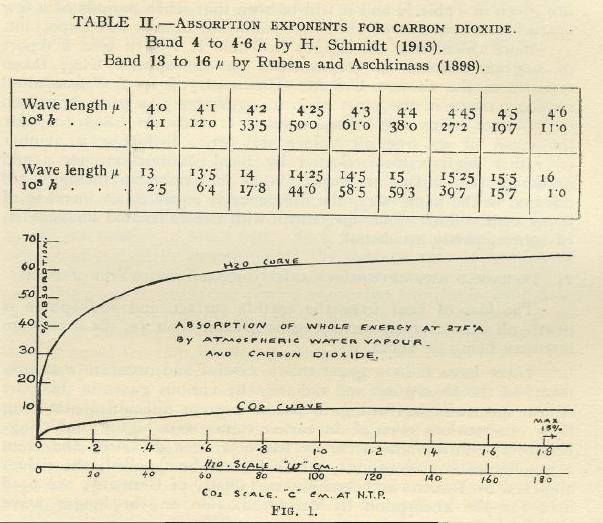 TABLE II.—ABSORPTION EXPONENTS FOR CARBON DIOXIDE.
Band 4 to 4·6 μ by H. Schmidt (1913).
Band 13 to 16 μ by Rubens and Aschkinass (1898).
Wave length μ 4·0 4·1 4·2 4·25 4·3 4·4 4·45 4·5 4·6
10³ k . . . . 4·1 12·0 33·5 50·0 61·0 38·0 27·2 19·7 11·0
Wave length μ 13 13·5 14 14·25 14·5 15 15·25 15·5 16
10³ k . . . . 2·5 6·4 17·8 44·6 58·5 59·3 39·7 15·7 1·0
70
H2O CURVE
60
50
% ABSORPTION.
40
ABSORPTION OF WHOLE ENERGY AT 275°A
BY ATMOSPHERIC WATER VAPOUR
AND CARBON DIOXIDE.
30
20
10
CO2 CURVE
MAX
15%
0 ·2 ·4 ·6 ·8 1·0 1·2 1·4 1·6 1·8
H2O. SCALE. "W" CM.
0 20 40 60 80 100 120 140 160 180
CO2 SCALE. "C" CM. AT N.T.P.
FIG. 1.